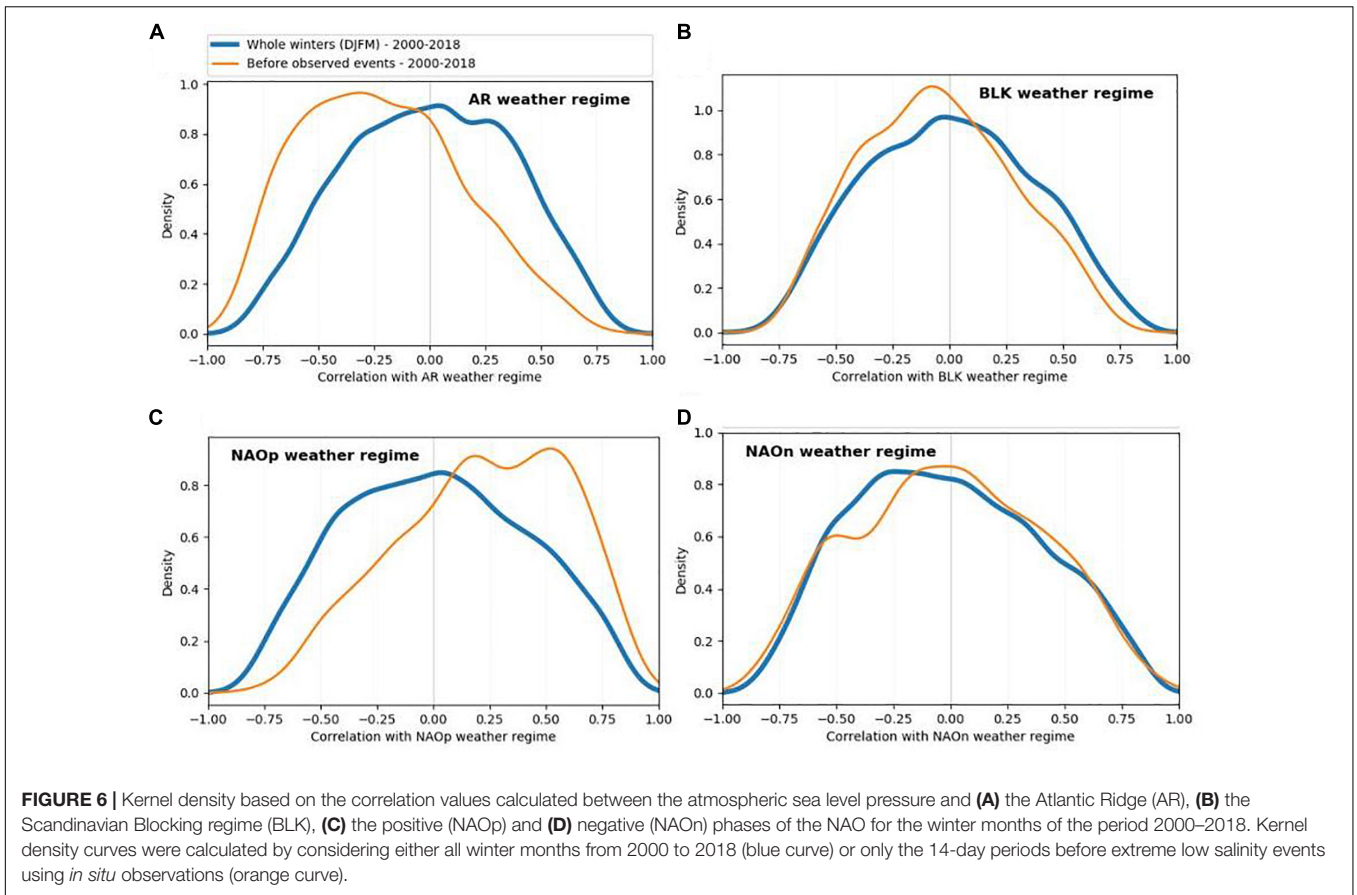 A
B
Whole winters (DJFM) - 2000-2018
Before observed events - 2000-2018
AR weather regime
1.0
0.8
0.6
0.4
0.2
0.0
Density
−1.00 −0.75 −0.50 −0.25 0.00 0.25 0.50 0.75 1.00
Correlation with AR weather regime
BLK weather regime
1.0
0.8
0.6
0.4
0.2
0.0
Density
−1.00 −0.75 −0.50 −0.25 0.00 0.25 0.50 0.75 1.00
Correlation with BLK weather regime
C
D
NAOp weather regime
0.8
0.6
0.4
0.2
0.0
Density
−1.00 −0.75 −0.50 −0.25 0.00 0.25 0.50 0.75 1.00
Correlation with NAOp weather regime
NAOn weather regime
1.0
0.8
0.6
0.4
0.2
0.0
Density
−1.00 −0.75 −0.50 −0.25 0.00 0.25 0.50 0.75 1.00
Correlation with NAOn weather regime
FIGURE 6 | Kernel density based on the correlation values calculated between the atmospheric sea level pressure and (A) the Atlantic Ridge (AR), (B) the
Scandinavian Blocking regime (BLK), (C) the positive (NAOp) and (D) negative (NAOn) phases of the NAO for the winter months of the period 2000–2018. Kernel
density curves were calculated by considering either all winter months from 2000 to 2018 (blue curve) or only the 14-day periods before extreme low salinity events
using in situ observations (orange curve).